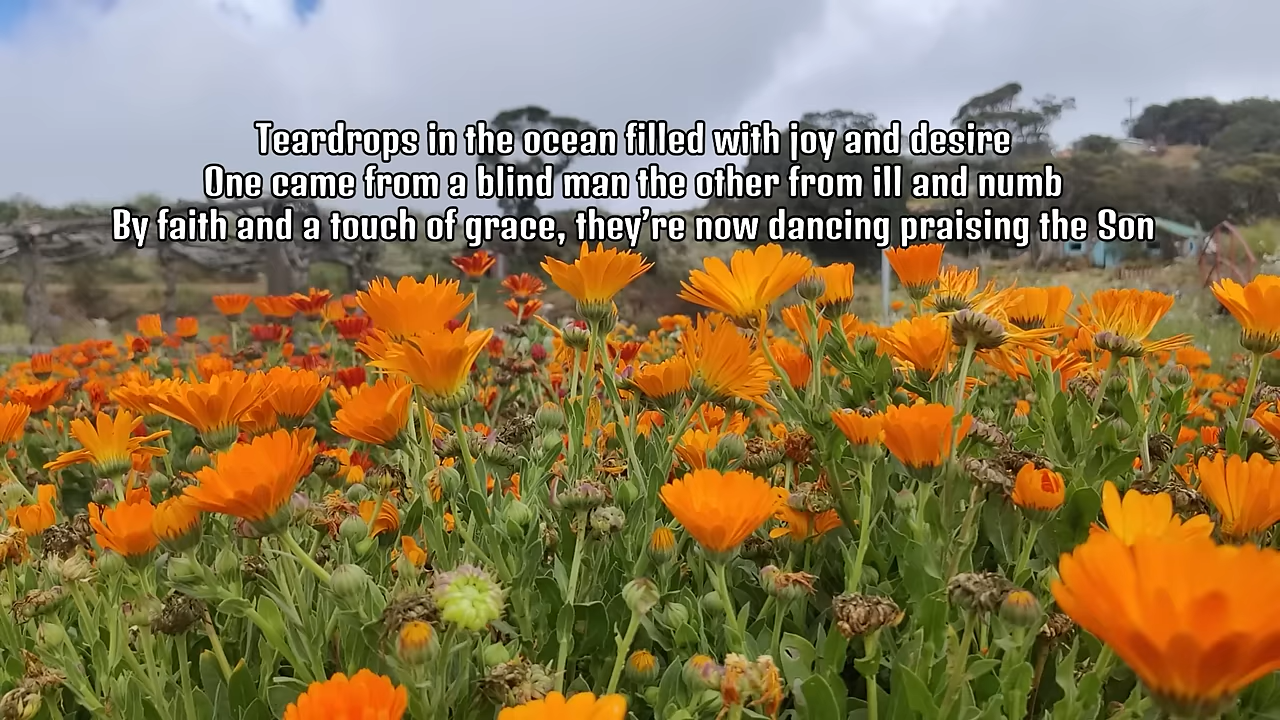 Teardrops in the ocean filled with joy and desire
One came from a blind man the other from ill and numb
By faith and a touch of grace, they're now dancing praising the Son